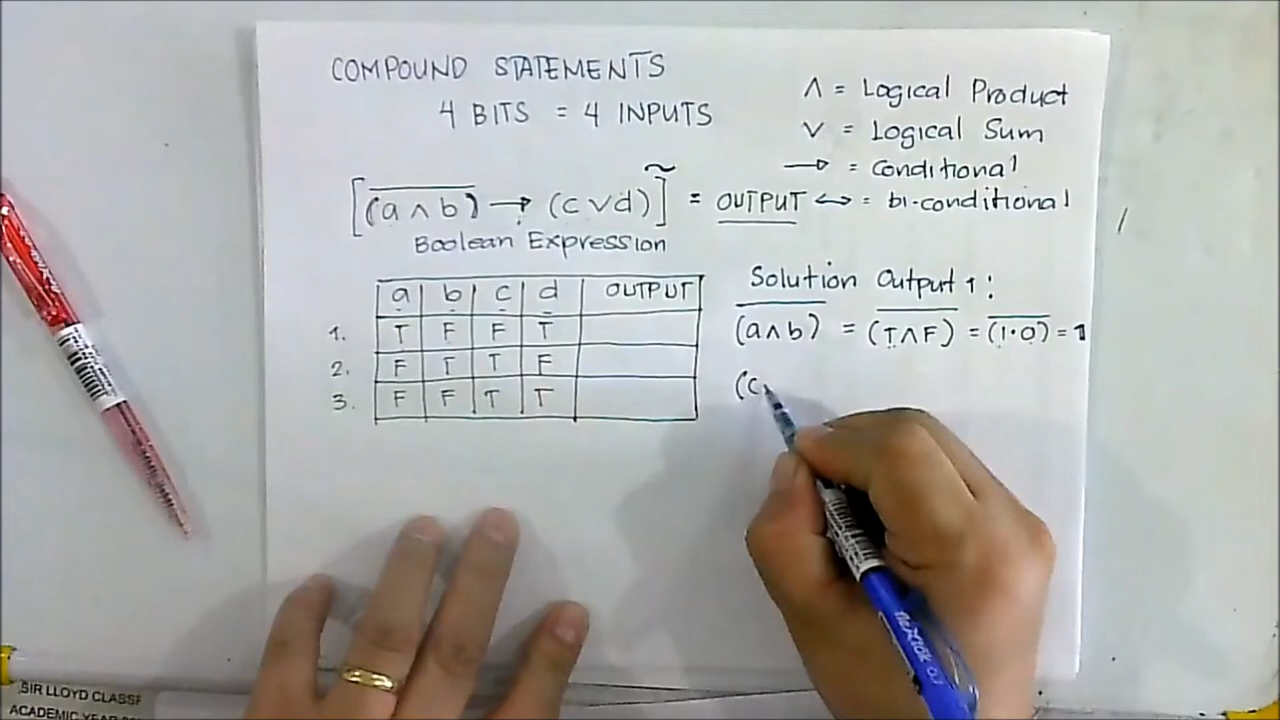 COMPOUND STATEMENTS
4 BITS = 4 INPUTS
∧ = Logical Product
∨ = Logical Sum
→ = Conditional
↔ = bi-conditional
[(a̅ ̅∧̅ ̅b̅) → (c ∨ d)]~ = OUTPUT
Boolean Expression
a b c d OUTPUT
1. T F F T
2. F T T F
3. F F T T
Solution Output 1:
(a̅∧̅b̅) = (T̅∧̅F̅) = (1̅·̅0̅) = 1
(c
SIR LLOYD CLASS
ACADEMIC YEAR